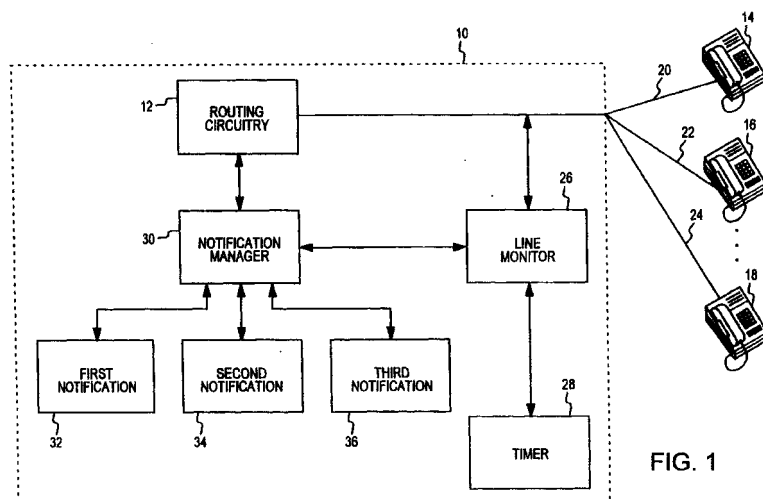 10
14
12
ROUTING
CIRCUITRY
20
22
16
26
24
30
NOTIFICATION
MANAGER
LINE
MONITOR
18
FIRST
NOTIFICATION
32
SECOND
NOTIFICATION
34
THIRD
NOTIFICATION
36
28
TIMER
FIG. 1